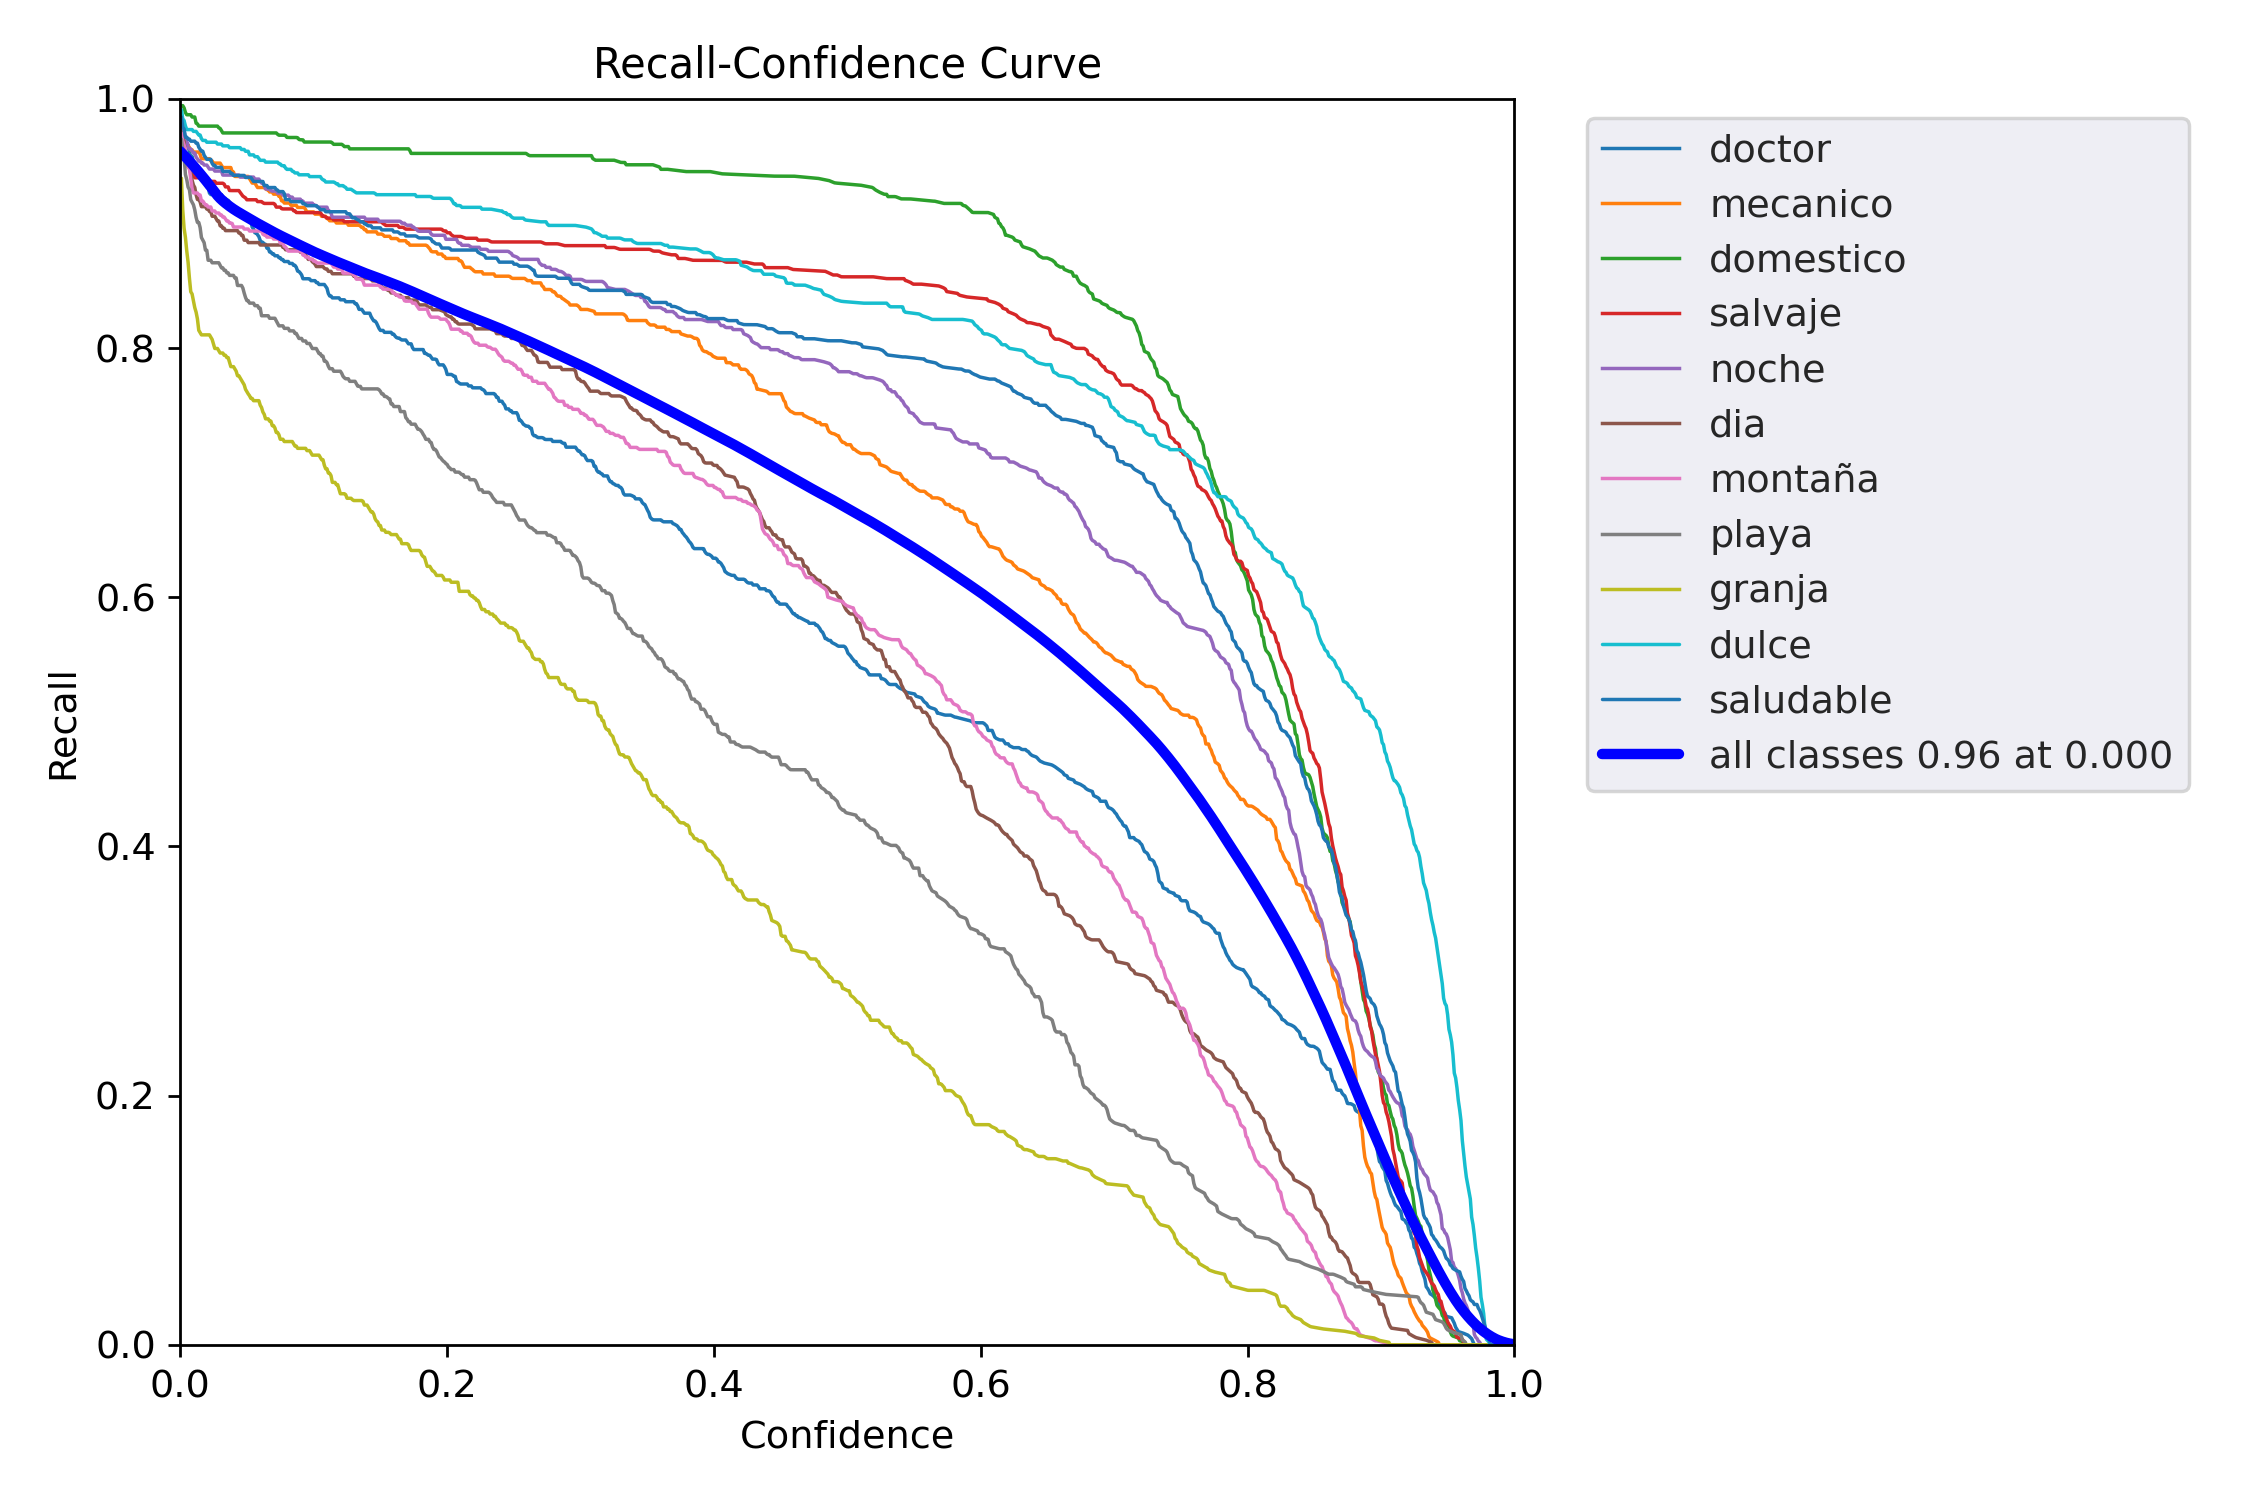 Recall-Confidence Curve
1.0
0.8
0.6
0.4
0.2
0.0
Recall
0.0 0.2 0.4 0.6 0.8 1.0
Confidence
doctor
mecanico
domestico
salvaje
noche
dia
montaña
playa
granja
dulce
saludable
all classes 0.96 at 0.000